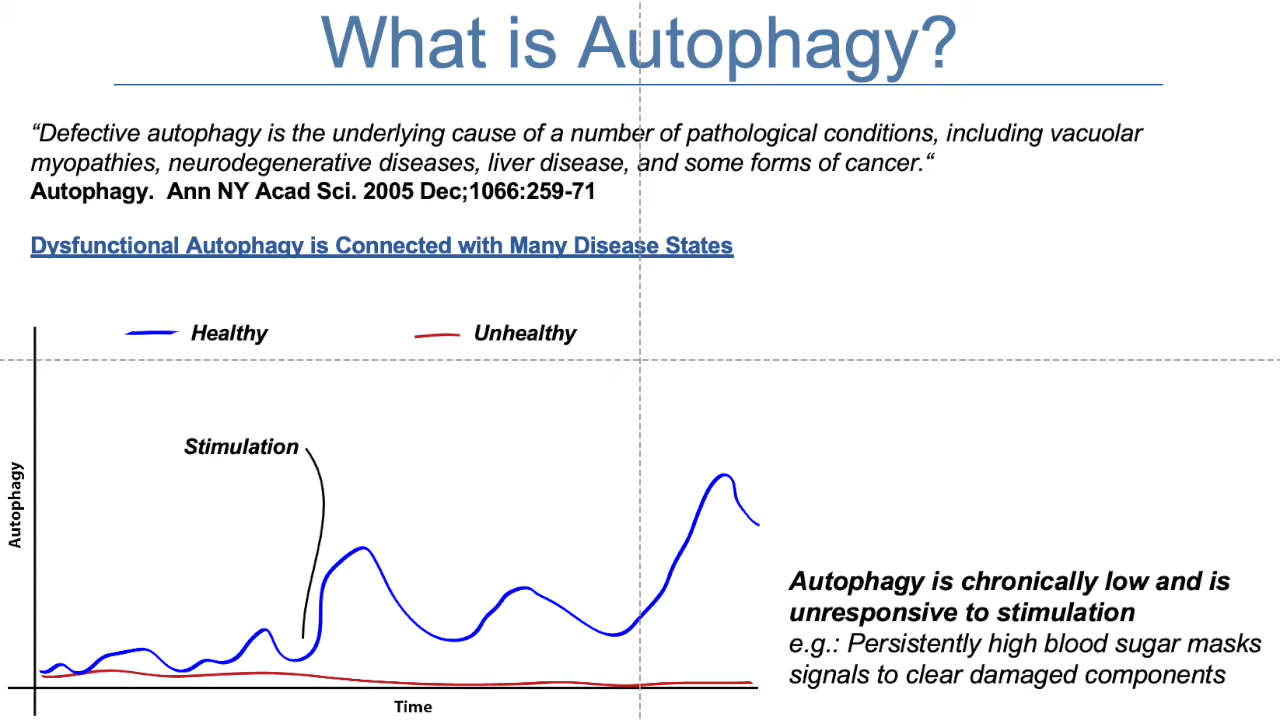 What is Autophagy?
“Defective autophagy is the underlying cause of a number of pathological conditions, including vacuolar
myopathies, neurodegenerative diseases, liver disease, and some forms of cancer.“
Autophagy.  Ann NY Acad Sci. 2005 Dec;1066:259-71
Dysfunctional Autophagy is Connected with Many Disease States
Healthy
Unhealthy
Stimulation
Autophagy
Autophagy is chronically low and is
unresponsive to stimulation
e.g.: Persistently high blood sugar masks
signals to clear damaged components
Time